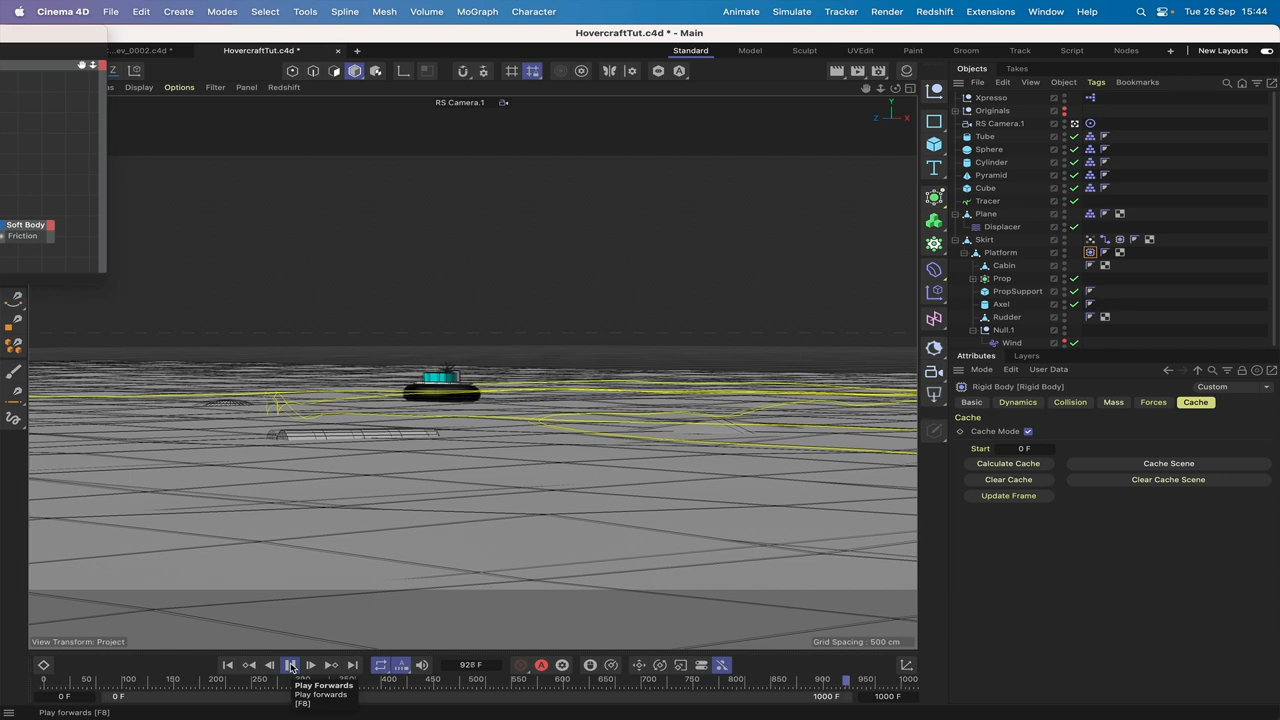 Cinema 4D File Edit Create Modes Select Tools Spline Mesh Volume MoGraph Character Animate Simulate Tracker Render Redshift Extensions Window Help Tue 26 Sep 15:44
HovercraftTut.c4d * - Main
...ev_0002.c4d * HovercraftTut.c4d * Standard Model Sculpt UVEdit Paint Groom Track Script Nodes New Layouts
Objects Takes
File Edit View Object Tags Bookmarks
Display Options Filter Panel Redshift
RS Camera.1
Y
Z X
Soft Body
Friction
Xpresso
Originals
RS Camera.1
Tube
Sphere
Cylinder
Pyramid
Cube
Tracer
Plane
Displacer
Skirt
Platform
Cabin
Prop
PropSupport
Axel
Rudder
Null.1
Wind
Attributes Layers
Mode Edit User Data
Rigid Body [Rigid Body] Custom
Basic Dynamics Collision Mass Forces Cache
Cache
Cache Mode
Start 0 F
Calculate Cache Cache Scene
Clear Cache Clear Cache Scene
Update Frame
View Transform: Project Grid Spacing : 500 cm
928 F
0 50 100 150 200 250 300 350 400 450 500 550 600 650 700 750 800 850 900 950 1000
0 F 0 F 1000 F 1000 F
Play Forwards
Play forwards
[F8]
Play forwards [F8]